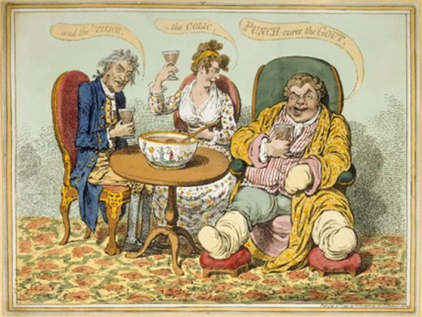 PUNCH cures the GOUT,
the COLIC,
and the 'TISICK.